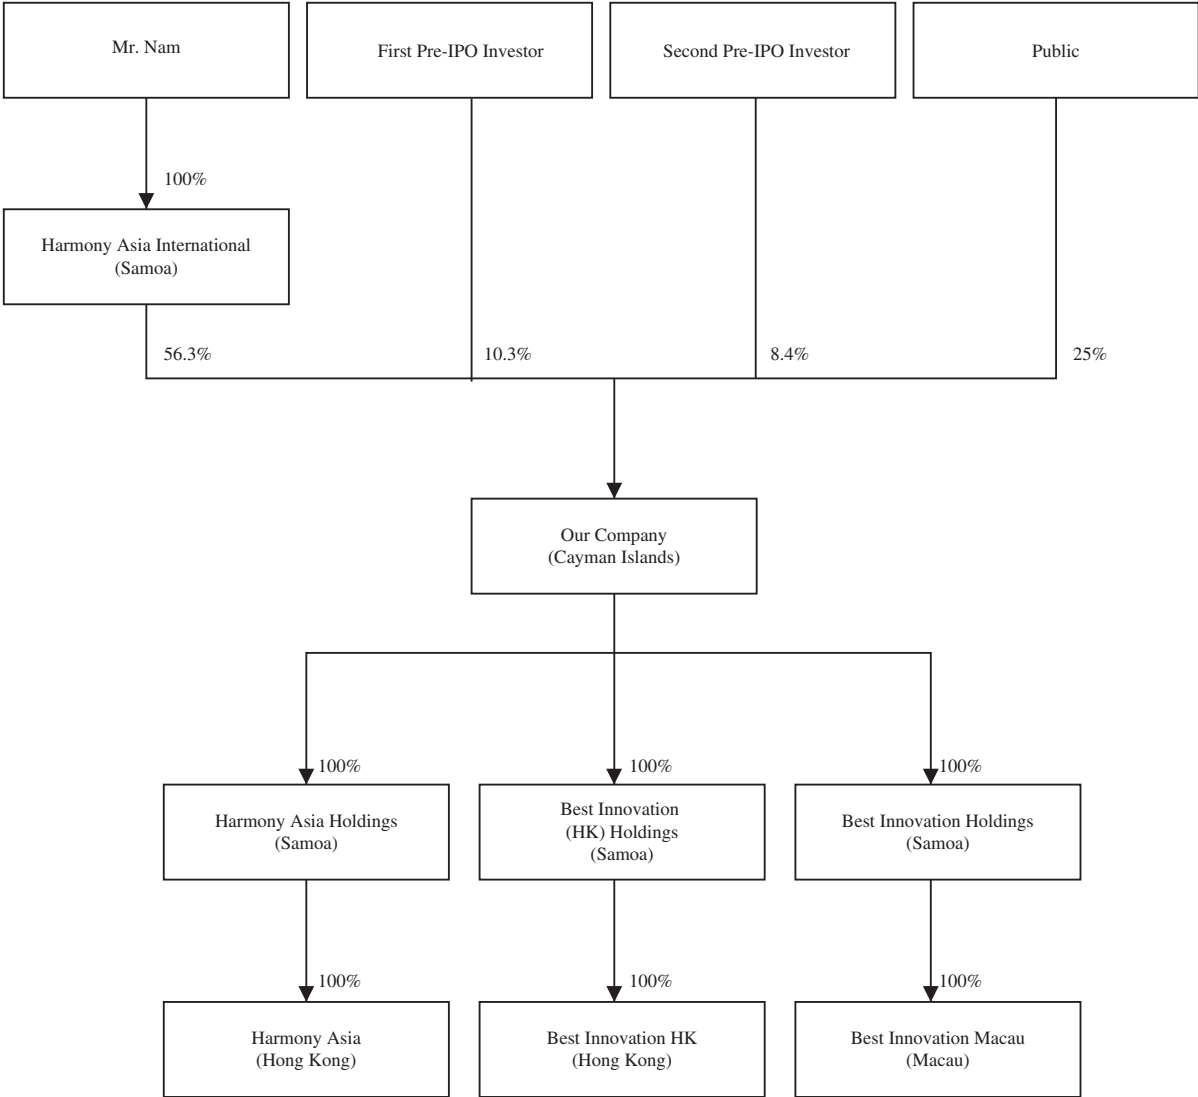 Mr. Nam
First Pre-IPO Investor
Second Pre-IPO Investor
Public
100%
Harmony Asia International
(Samoa)
56.3%
10.3%
8.4%
25%
Our Company
(Cayman Islands)
100%
100%
100%
Harmony Asia Holdings
(Samoa)
Best Innovation
(HK) Holdings
(Samoa)
Best Innovation Holdings
(Samoa)
100%
100%
100%
Harmony Asia
(Hong Kong)
Best Innovation HK
(Hong Kong)
Best Innovation Macau
(Macau)